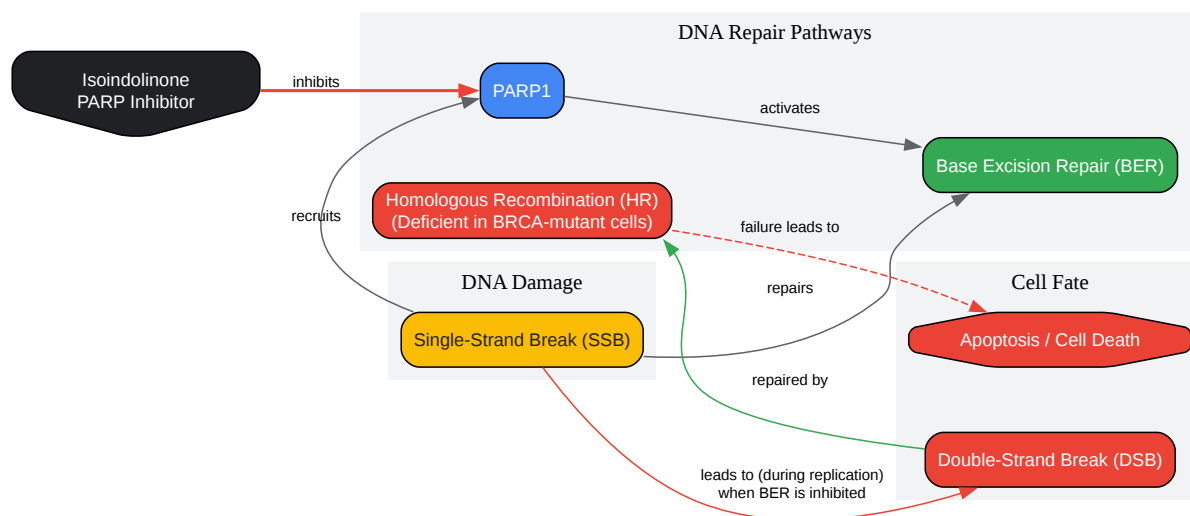 DNA Repair Pathways
Isoindolinone
PARP Inhibitor
inhibits
PARP1
activates
Base Excision Repair (BER)
Homologous Recombination (HR)
(Deficient in BRCA-mutant cells)
recruits
failure leads to
DNA Damage
Cell Fate
repairs
Single-Strand Break (SSB)
Apoptosis / Cell Death
repaired by
Double-Strand Break (DSB)
leads to (during replication)
when BER is inhibited